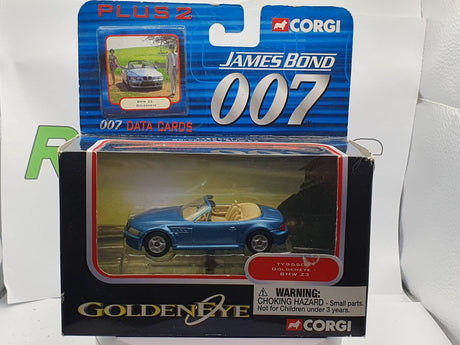 PLUS 2
CORGI
BMW Z3
GOLDENEYE
007 DATA CARDS
JAMES BOND
007
GOLDENEYE
BMW Z3
GOLDENEYE
WARNING:
CHOKING HAZARD - Small parts.
Not for Children under 3 years.
CORGI